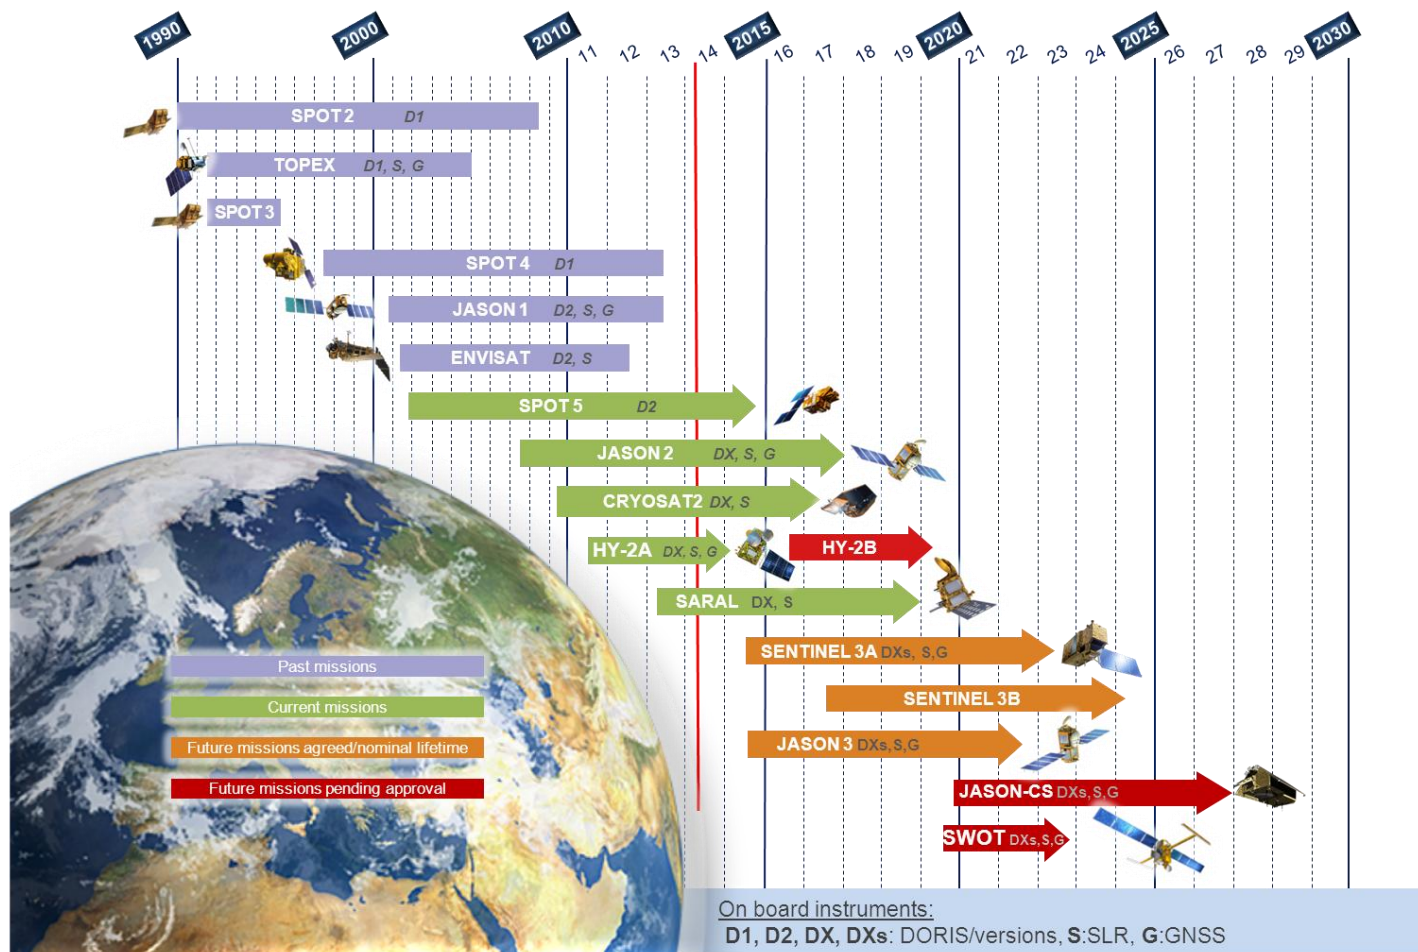 1990 2000 2010 11 12 13 14 2015 16 17 18 19 2020 21 22 23 24 2025 26 27 28 29 2030
SPOT 2 D1
TOPEX D1, S, G
SPOT 3
SPOT 4 D1
JASON 1 D2, S, G
ENVISAT D2, S
SPOT 5 D2
JASON 2 DX, S, G
CRYOSAT2 DX, S
HY-2A DX, S, G HY-2B
SARAL DX, S
SENTINEL 3A DXs, S,G
Past missions
SENTINEL 3B
Current missions
JASON 3 DXs,S,G
Future missions agreed/nominal lifetime
JASON-CS DXs,S,G
Future missions pending approval
SWOT DXs,S,G
On board instruments:
D1, D2, DX, DXs: DORIS/versions, S:SLR, G:GNSS